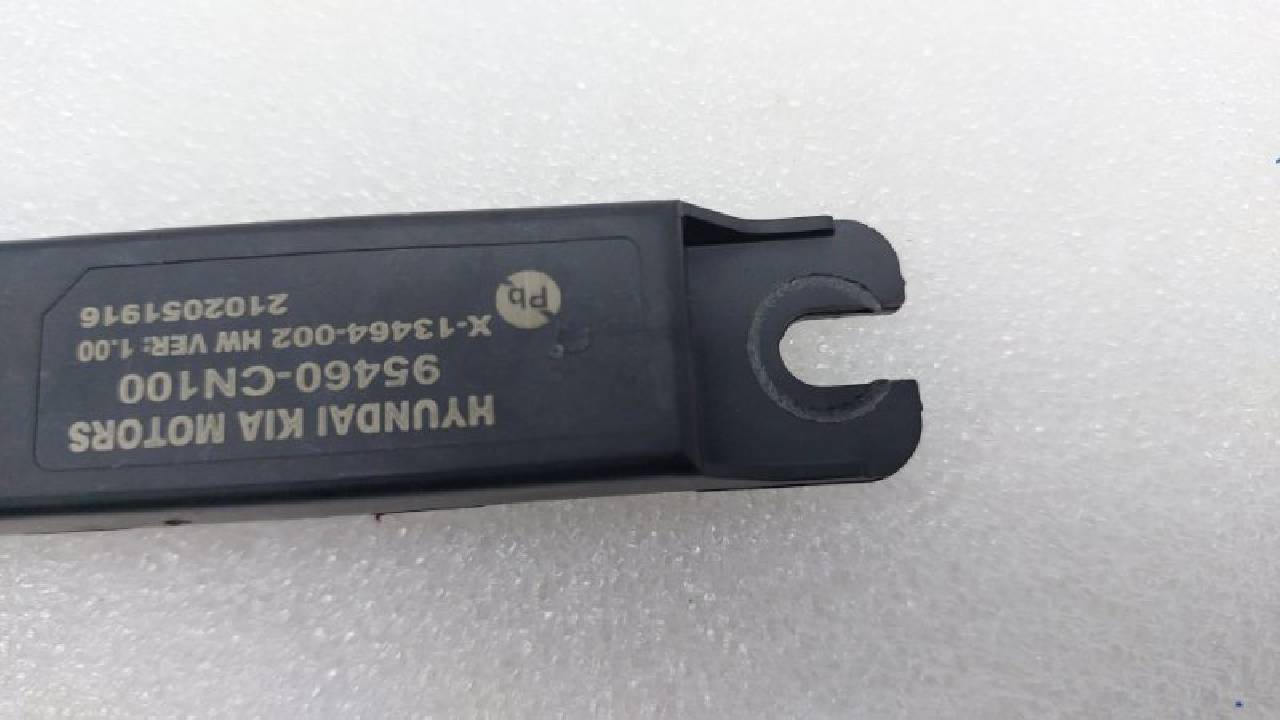 HYUNDAI KIA MOTORS
95460-CN100
X-13464-002 HW VER: 1.00
2102051916
Pb